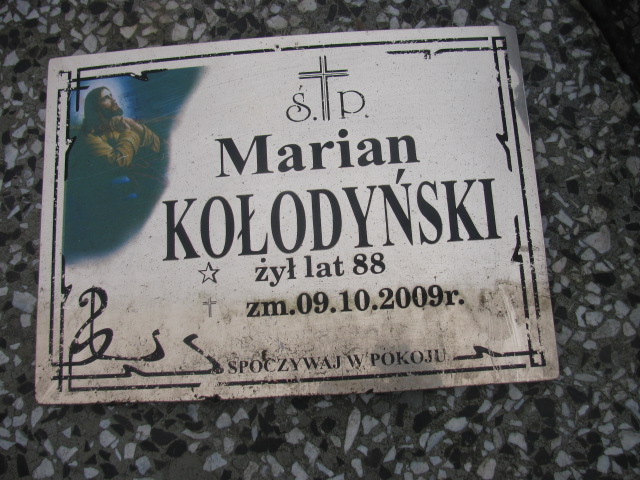 Ś. P.
Marian
KOŁODYŃSKI
żył lat 88
zm.09.10.2009r.
SPOCZYWAJ W POKOJU